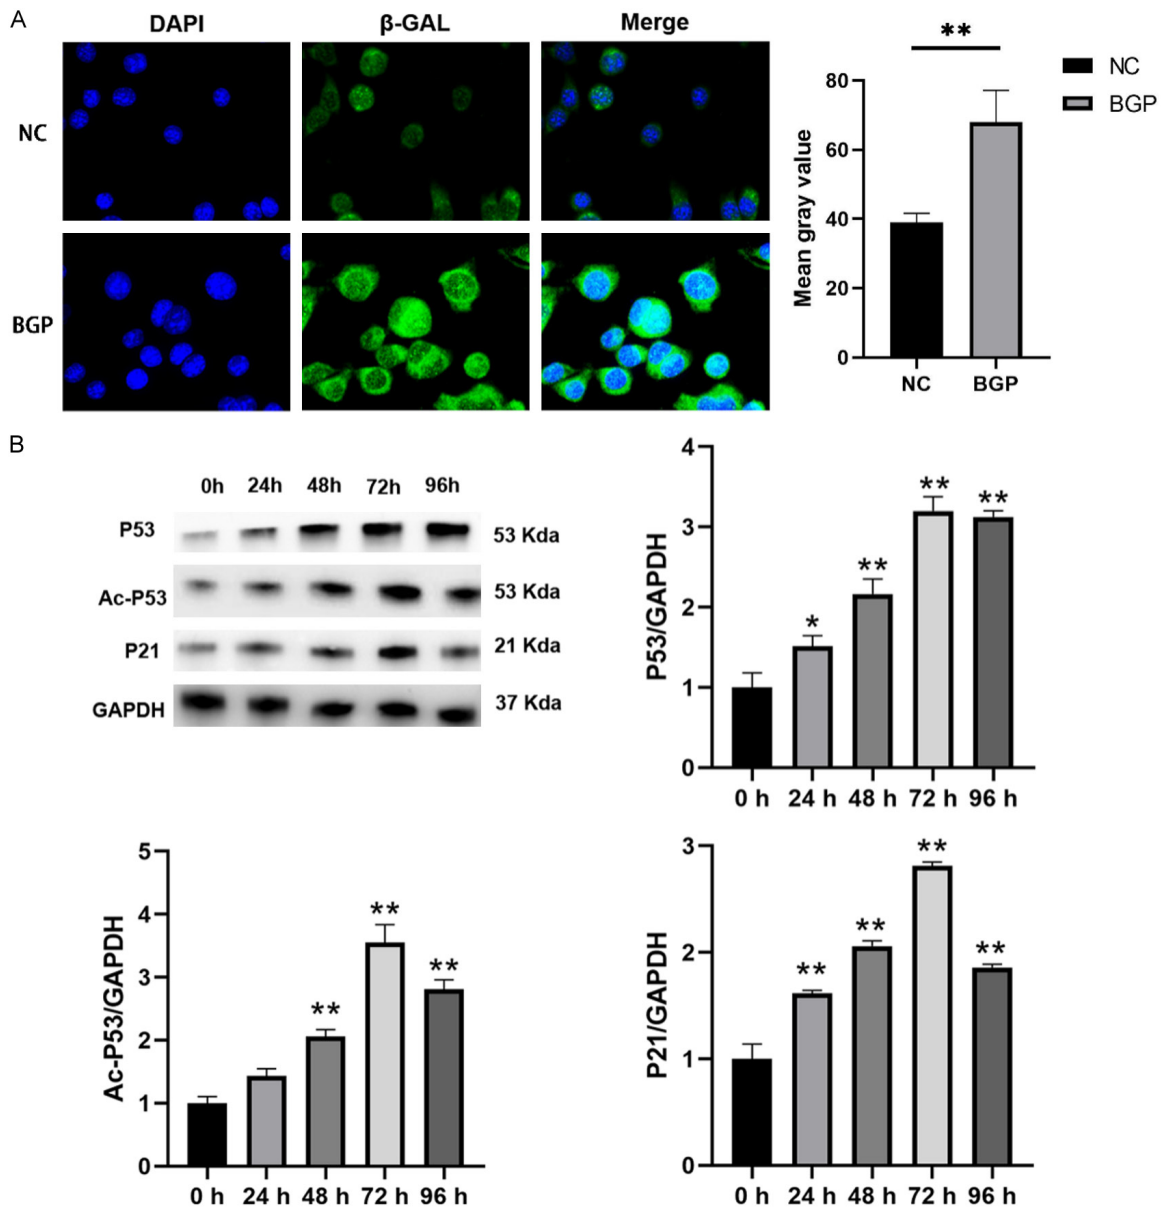 A
DAPI
β-GAL
Merge
NC
BGP
**
NC
BGP
Mean gray value
80
60
40
20
0
NC
BGP
B
0h 24h 48h 72h 96h
P53
53 Kda
Ac-P53
53 Kda
P21
21 Kda
GAPDH
37 Kda
P53/GAPDH
4
3
2
1
0
*
**
**
**
0 h 24 h 48 h 72 h 96 h
Ac-P53/GAPDH
5
4
3
2
1
0
**
**
**
0 h 24 h 48 h 72 h 96 h
P21/GAPDH
3
2
1
0
**
**
**
**
0 h 24 h 48 h 72 h 96 h